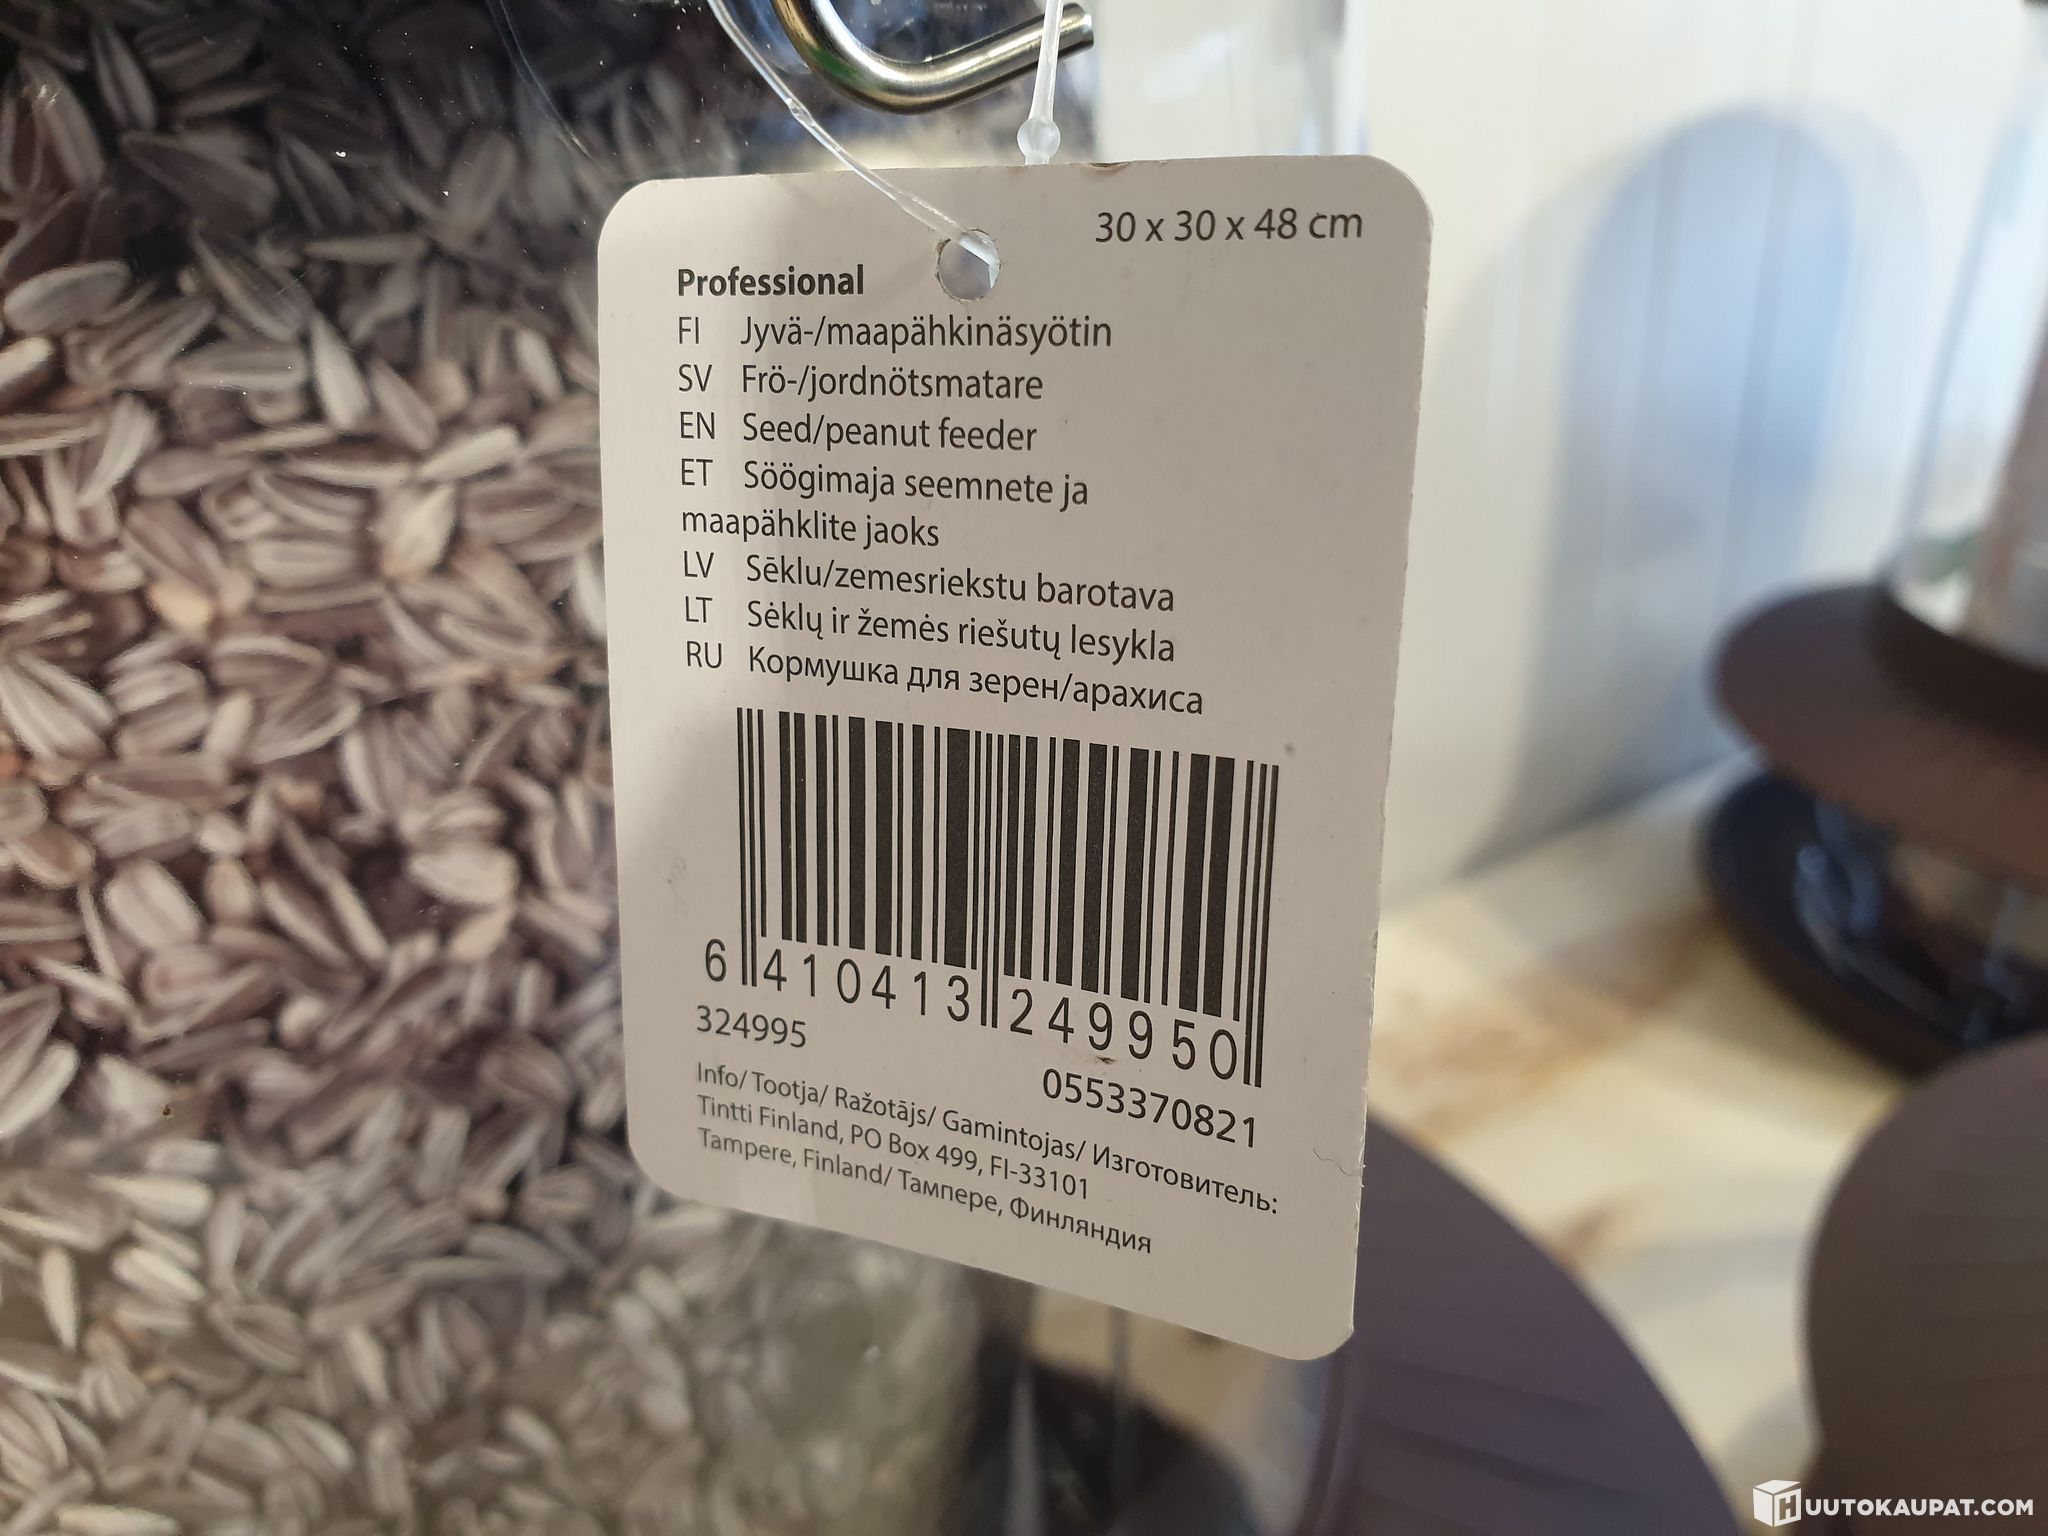 30 x 30 x 48 cm
Professional
FI Jyvä-/maapähkinäsyötin
SV Frö-/jordnötsmatare
EN Seed/peanut feeder
ET Söögimaja seemnete ja
maapähklite jaoks
LV Sēklu/zemesriekstu barotava
LT Sėklų ir žemės riešutų lesykla
RU Кормушка для зерен/арахиса
6 410413 249950
324995
0553370821
Info/ Tootja/ Ražotājs/ Gamintojas/ Изготовитель:
Tintti Finland, PO Box 499, FI-33101
Tampere, Finland/ Тампере, Финляндия
HUUTOKAUPAT.COM